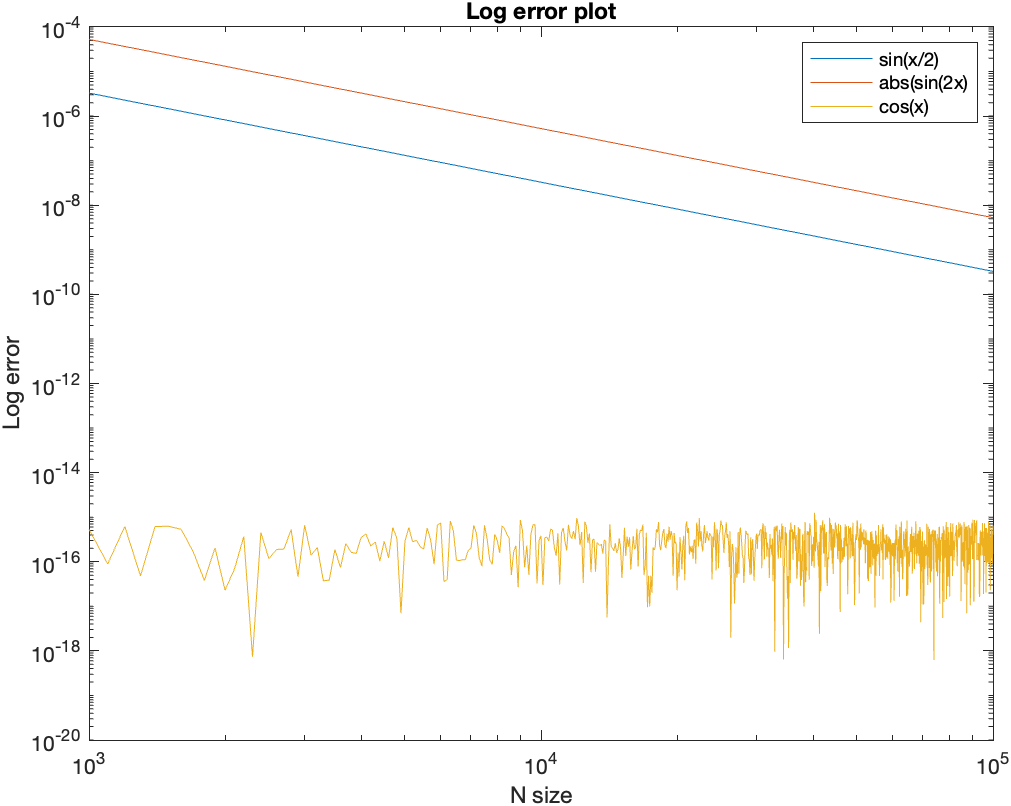 Log error plot
10^-4
10^-6
10^-8
10^-10
10^-12
10^-14
10^-16
10^-18
10^-20
Log error
sin(x/2)
abs(sin(2x)
cos(x)
10^3
10^4
10^5
N size